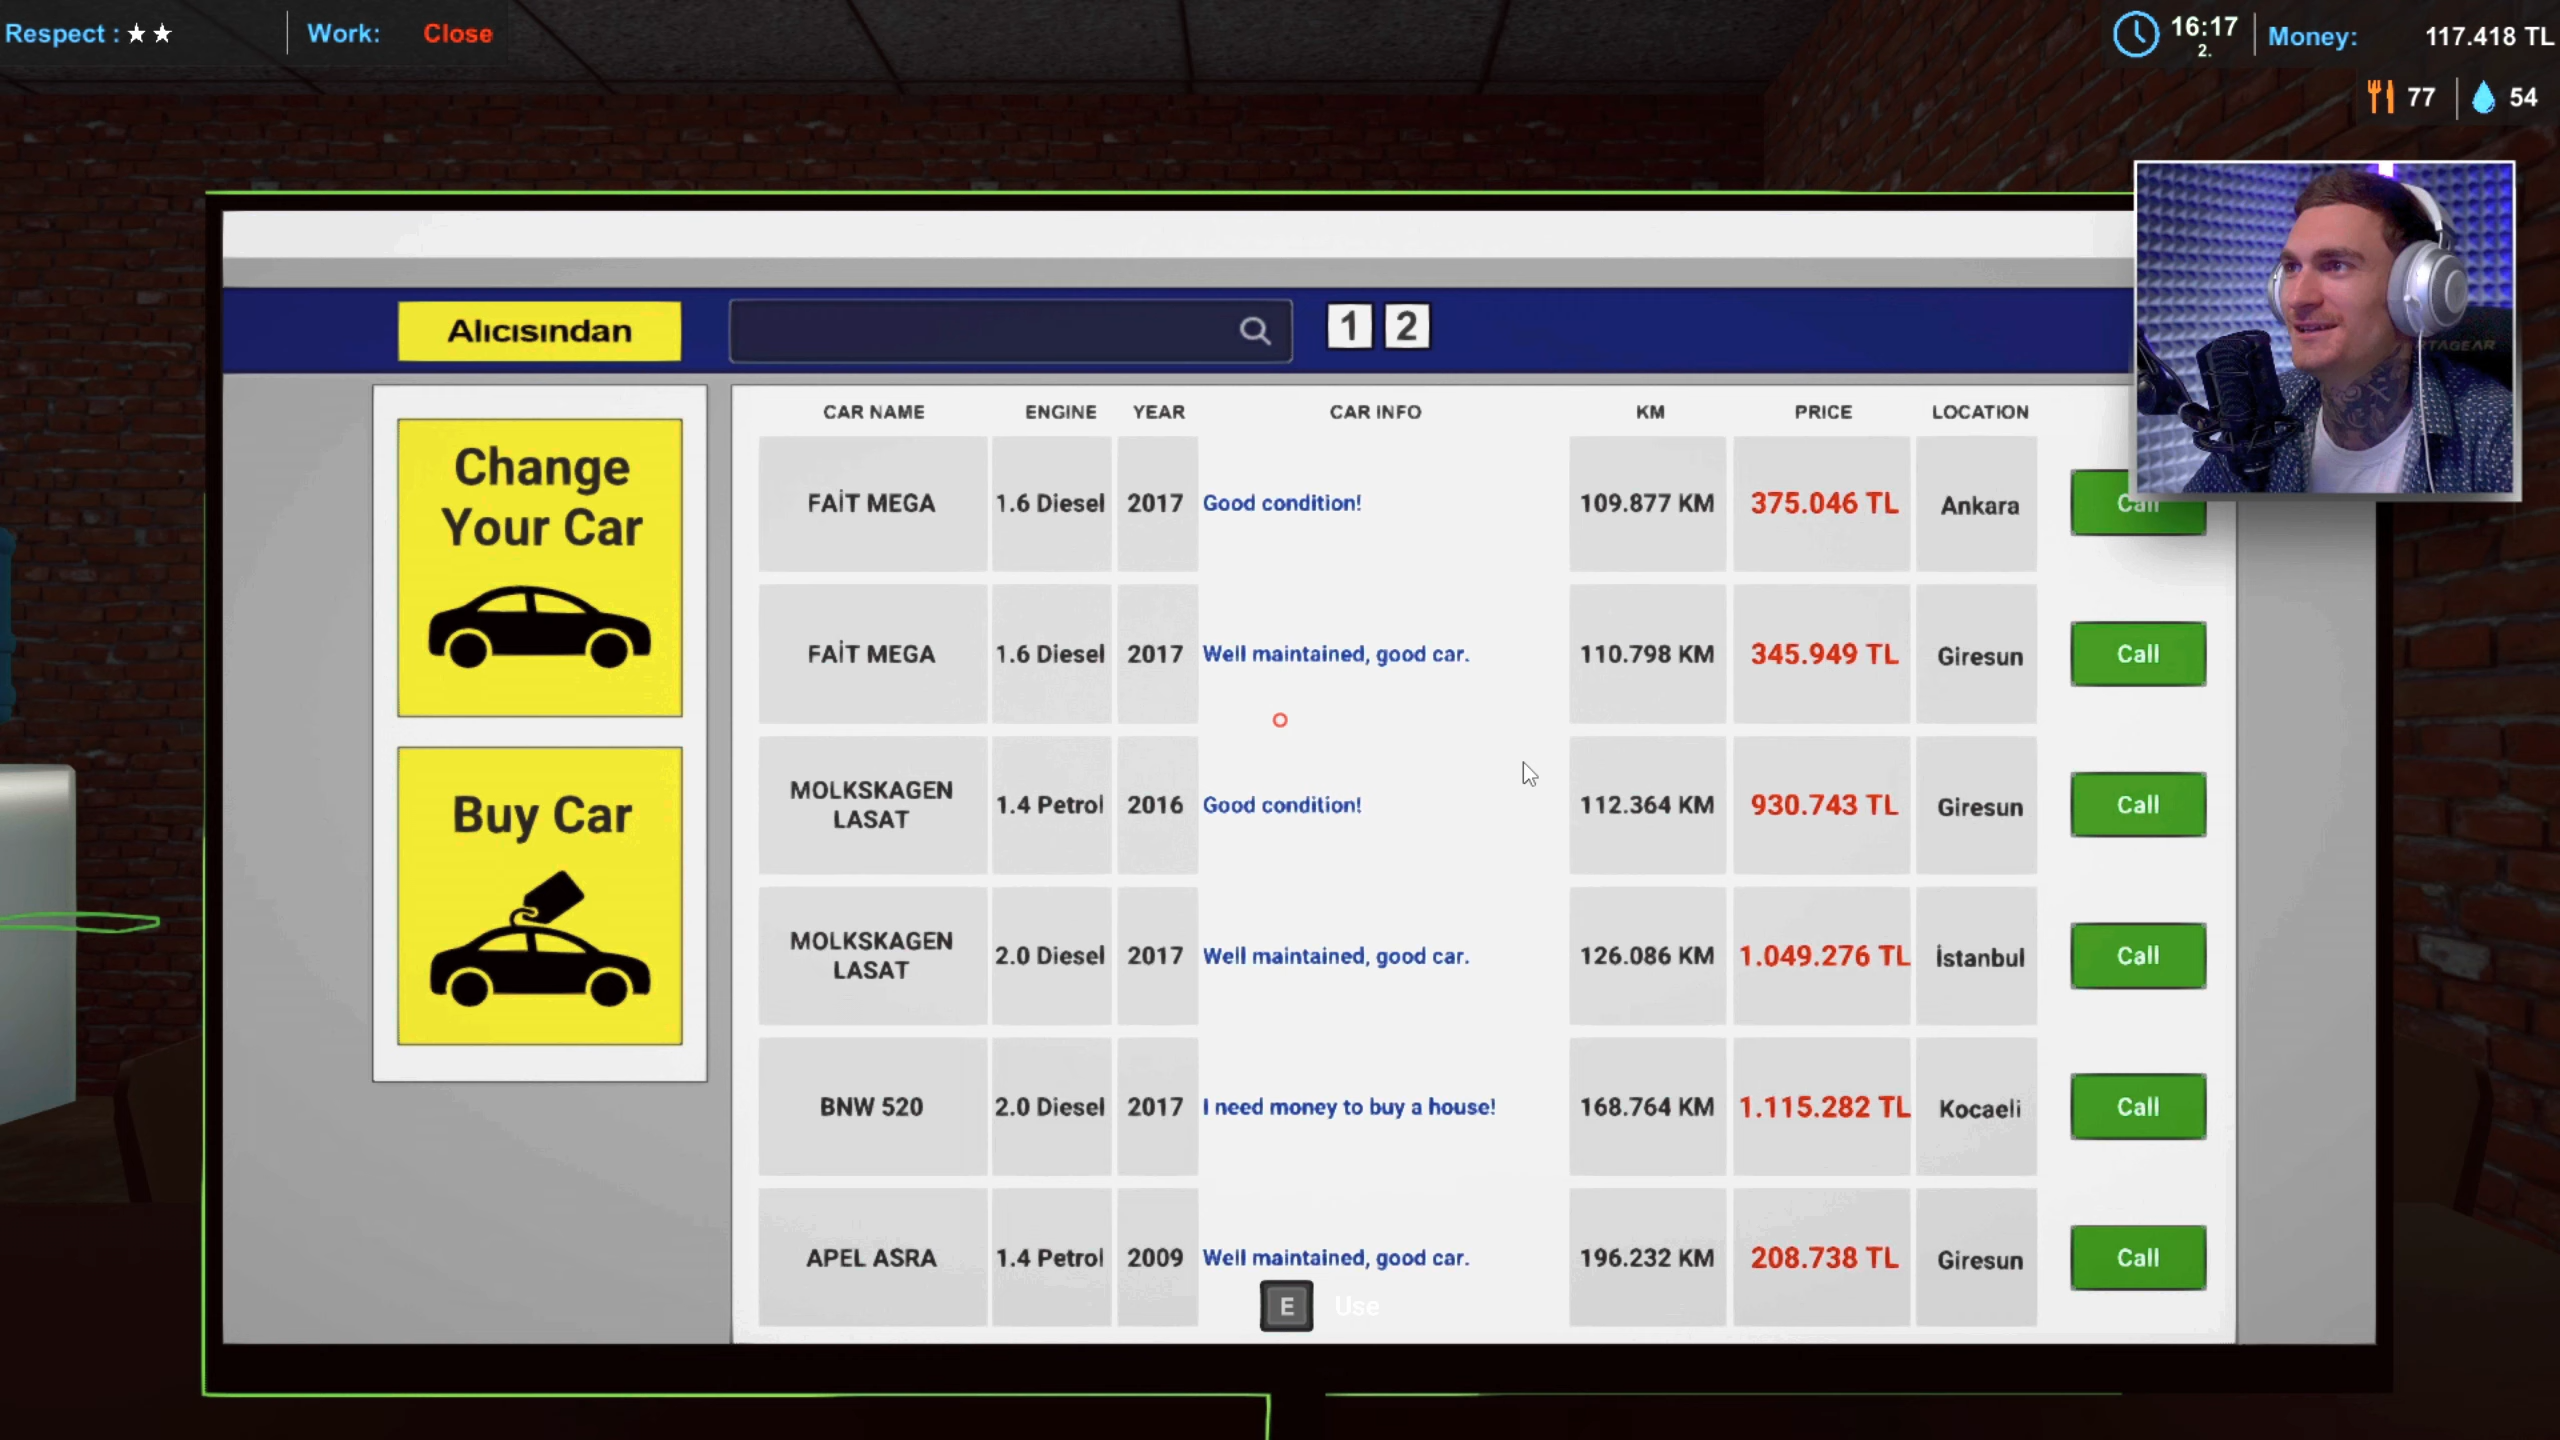 Respect :
Work: Close
16:17
2.
Money: 117.418 TL
77
54
Alıcısından
1 2
Change
Your Car
Buy Car
CAR NAME ENGINE YEAR CAR INFO KM PRICE LOCATION
FAİT MEGA 1.6 Diesel 2017 Good condition! 109.877 KM 375.046 TL Ankara Call
FAİT MEGA 1.6 Diesel 2017 Well maintained, good car. 110.798 KM 345.949 TL Giresun Call
MOLKSKAGEN
LASAT
1.4 Petrol 2016 Good condition! 112.364 KM 930.743 TL Giresun Call
MOLKSKAGEN
LASAT
2.0 Diesel 2017 Well maintained, good car. 126.086 KM 1.049.276 TL İstanbul Call
BNW 520 2.0 Diesel 2017 I need money to buy a house! 168.764 KM 1.115.282 TL Kocaeli Call
APEL ASRA 1.4 Petrol 2009 Well maintained, good car. 196.232 KM 208.738 TL Giresun Call
E Use